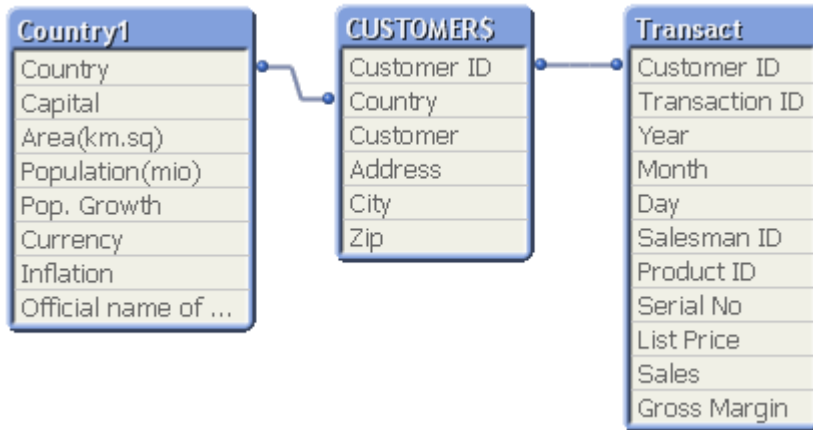 Country1
Country
Capital
Area(km.sq)
Population(mio)
Pop. Growth
Currency
Inflation
Official name of ...
CUSTOMER$
Customer ID
Country
Customer
Address
City
Zip
Transact
Customer ID
Transaction ID
Year
Month
Day
Salesman ID
Product ID
Serial No
List Price
Sales
Gross Margin